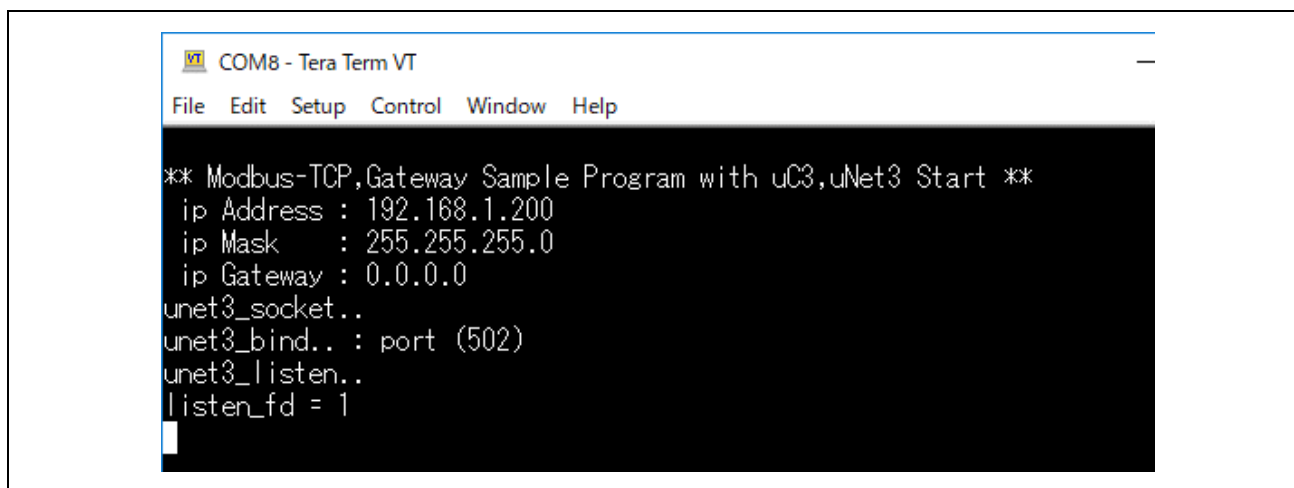 VT COM8 - Tera Term VT
File Edit Setup Control Window Help
** Modbus-TCP,Gateway Sample Program with uC3,uNet3 Start **
ip Address : 192.168.1.200
ip Mask    : 255.255.255.0
ip Gateway : 0.0.0.0
unet3_socket..
unet3_bind.. : port (502)
unet3_listen..
listen_fd = 1